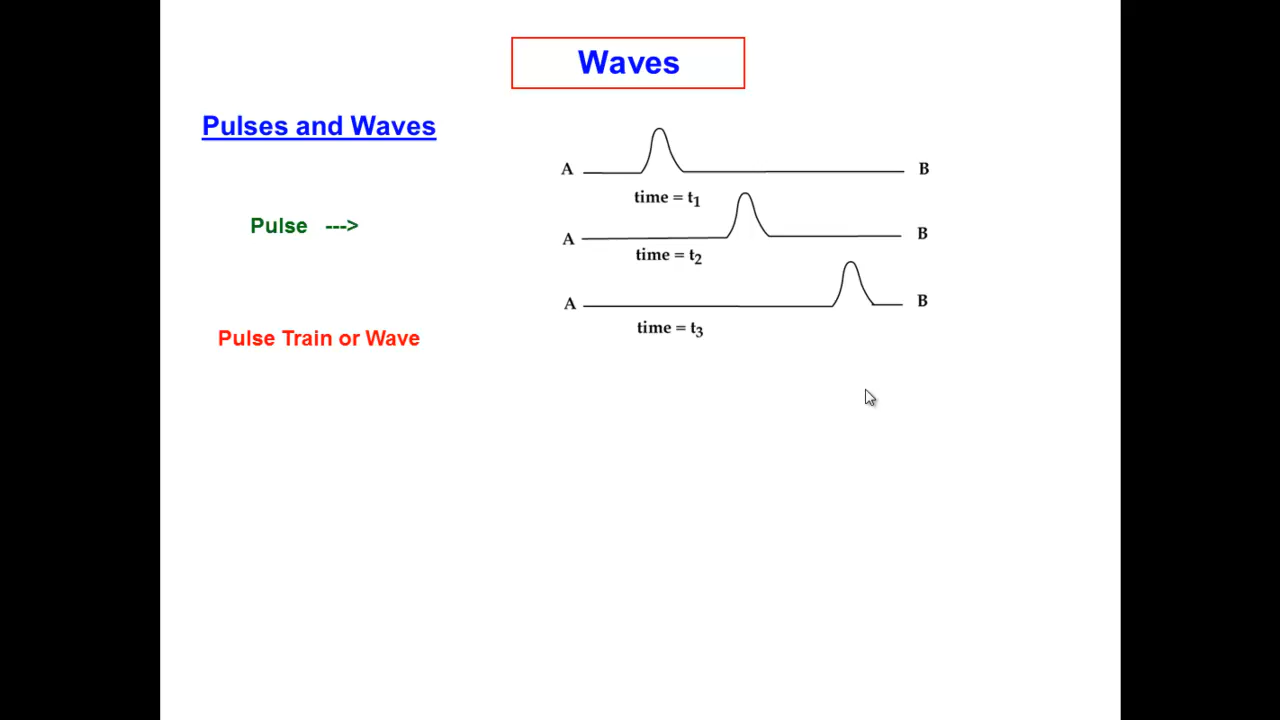 Waves
Pulses and Waves
A B
time = t₁
Pulse --->
A B
time = t₂
A B
time = t₃
Pulse Train or Wave